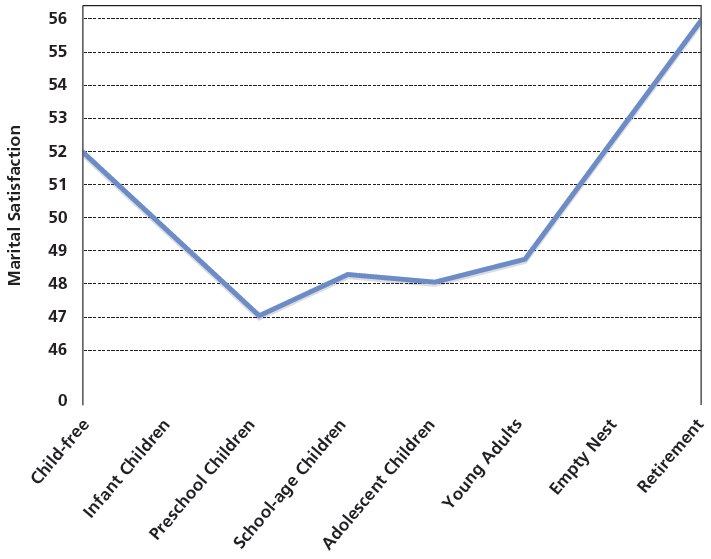 56
55
54
53
52
51
50
49
48
47
46
0
Marital Satisfaction
Child-free
Infant Children
Preschool Children
School-age Children
Adolescent Children
Young Adults
Empty Nest
Retirement